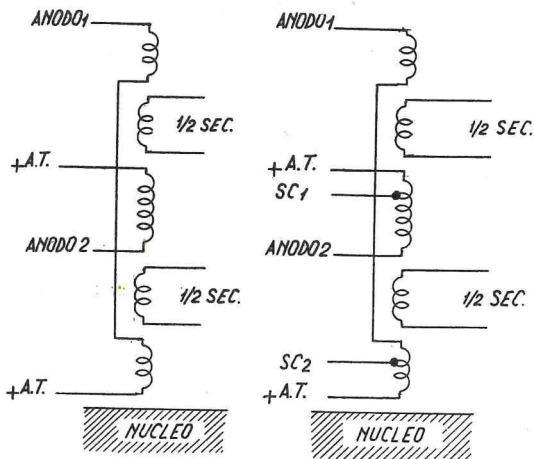 ANODO1
1/2 SEC.
+A.T.
ANODO 2
1/2 SEC.
+A.T.
NUCLEO
ANODO1
1/2 SEC.
+A.T.
SC1
ANODO2
1/2 SEC.
SC2
+A.T.
NUCLEO